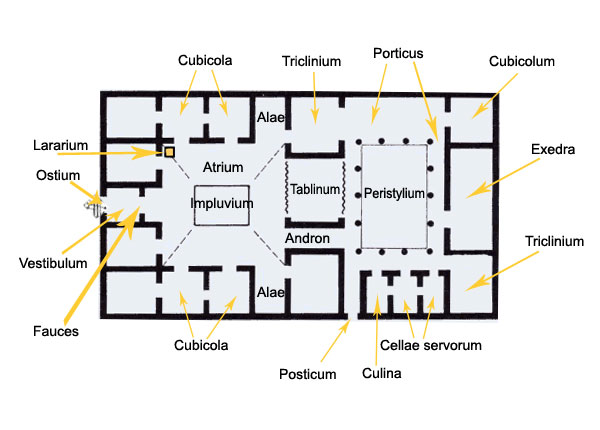 Porticus
Cubicola
Triclinium
Cubicolum
Alae
Lararium
Exedra
Atrium
Ostium
Tablinum
Peristylium
Impluvium
Andron
Triclinium
Vestibulum
Alae
Fauces
Cubicola
Cellae servorum
Posticum
Culina